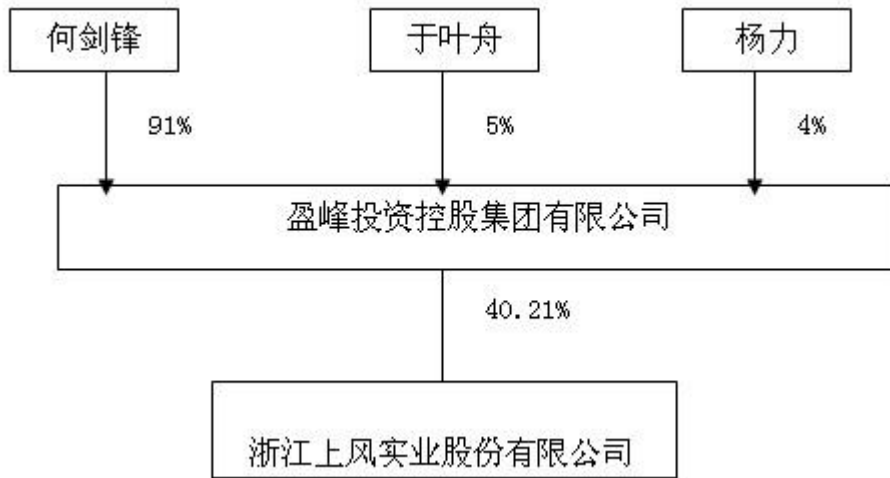 何剑锋
于叶舟
杨力
91%
5%
4%
盈峰投资控股集团有限公司
40.21%
浙江上风实业股份有限公司